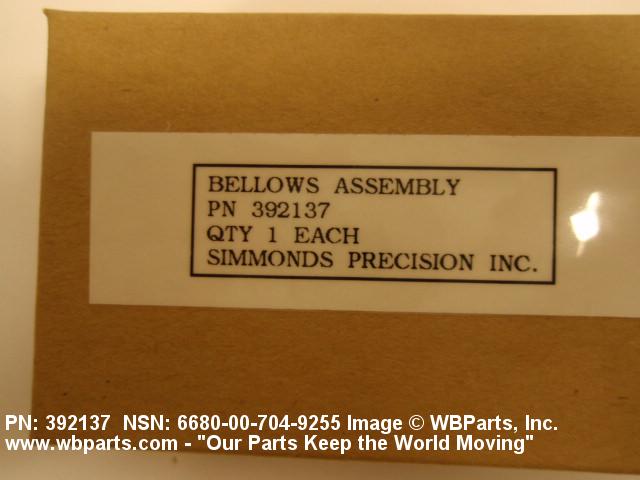 BELLOWS ASSEMBLY
PN 392137
QTY 1 EACH
SIMMONDS PRECISION INC.
PN: 392137 NSN: 6680-00-704-9255 Image © WBParts, Inc.
www.wbparts.com - "Our Parts Keep the World Moving"